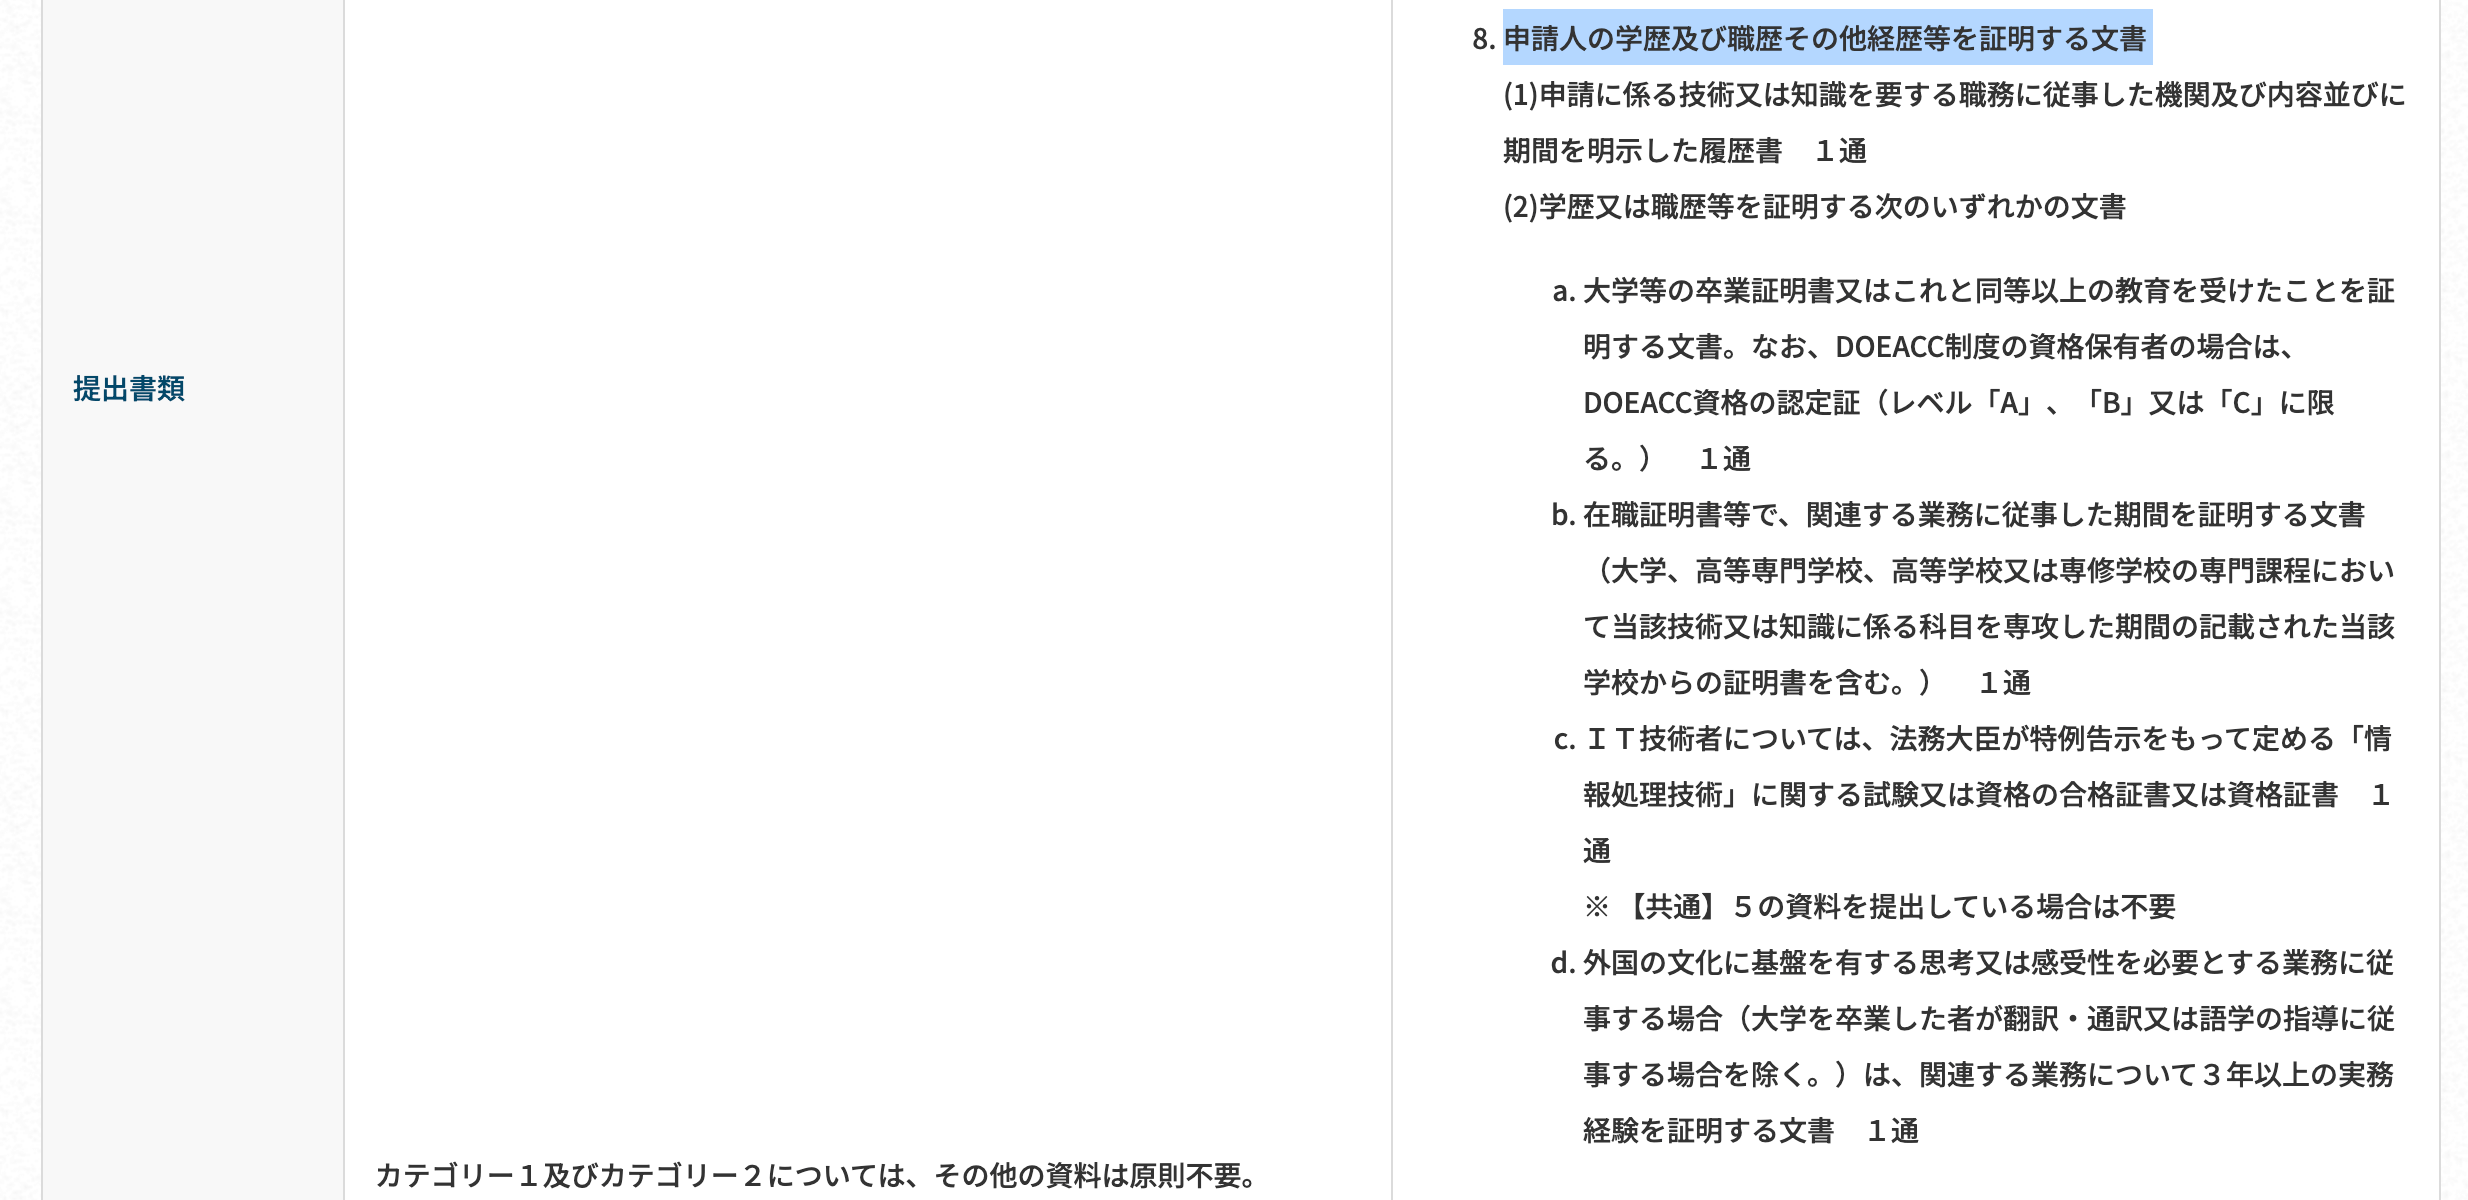 提出書類
カテゴリー１及びカテゴリー２については、その他の資料は原則不要。
8. 申請人の学歴及び職歴その他経歴等を証明する文書
(1)申請に係る技術又は知識を要する職務に従事した機関及び内容並びに
期間を明示した履歴書　１通
(2)学歴又は職歴等を証明する次のいずれかの文書
a. 大学等の卒業証明書又はこれと同等以上の教育を受けたことを証
明する文書。なお、DOEACC制度の資格保有者の場合は、
DOEACC資格の認定証（レベル「A」、「B」又は「C」に限
る。）　１通
b. 在職証明書等で、関連する業務に従事した期間を証明する文書
（大学、高等専門学校、高等学校又は専修学校の専門課程におい
て当該技術又は知識に係る科目を専攻した期間の記載された当該
学校からの証明書を含む。）　１通
c. ＩＴ技術者については、法務大臣が特例告示をもって定める「情
報処理技術」に関する試験又は資格の合格証書又は資格証書　１
通
※ 【共通】５の資料を提出している場合は不要
d. 外国の文化に基盤を有する思考又は感受性を必要とする業務に従
事する場合（大学を卒業した者が翻訳・通訳又は語学の指導に従
事する場合を除く。）は、関連する業務について３年以上の実務
経験を証明する文書　１通